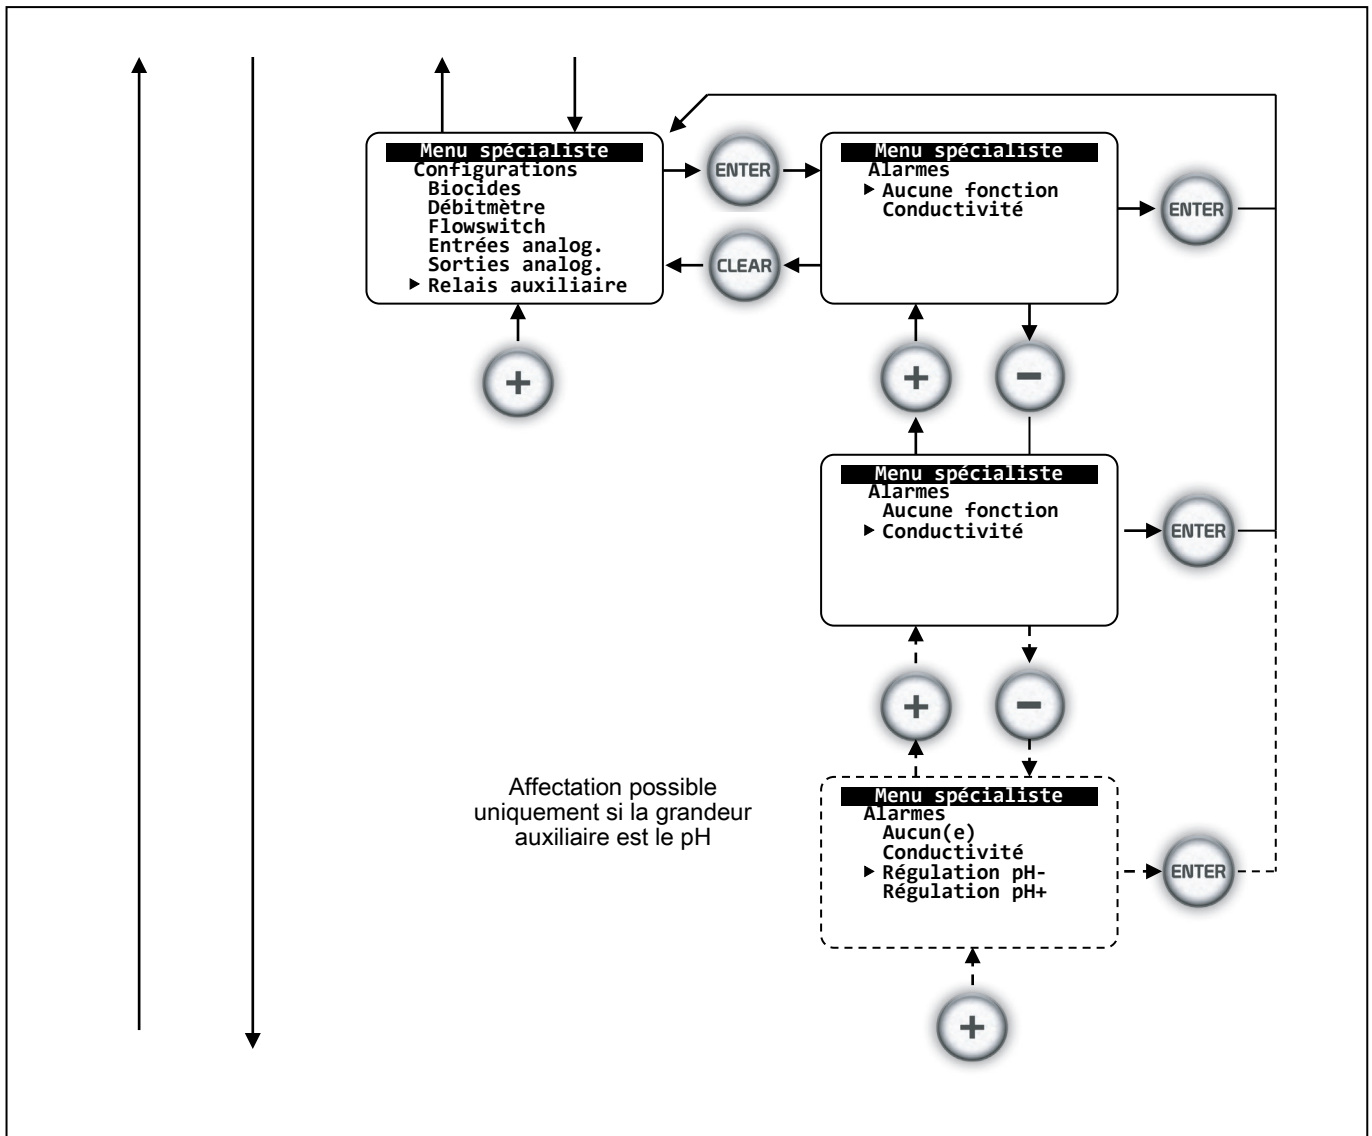 Menu spécialiste
Configurations
Biocides
Débitmètre
Flowswitch
Entrées analog.
Sorties analog.
Relais auxiliaire
ENTER
CLEAR
Menu spécialiste
Alarmes
Aucune fonction
Conductivité
ENTER
+
+
−
Menu spécialiste
Alarmes
Aucune fonction
Conductivité
ENTER
+
−
Affectation possible
uniquement si la grandeur
auxiliaire est le pH
Menu spécialiste
Alarmes
Aucun(e)
Conductivité
Régulation pH-
Régulation pH+
ENTER
+